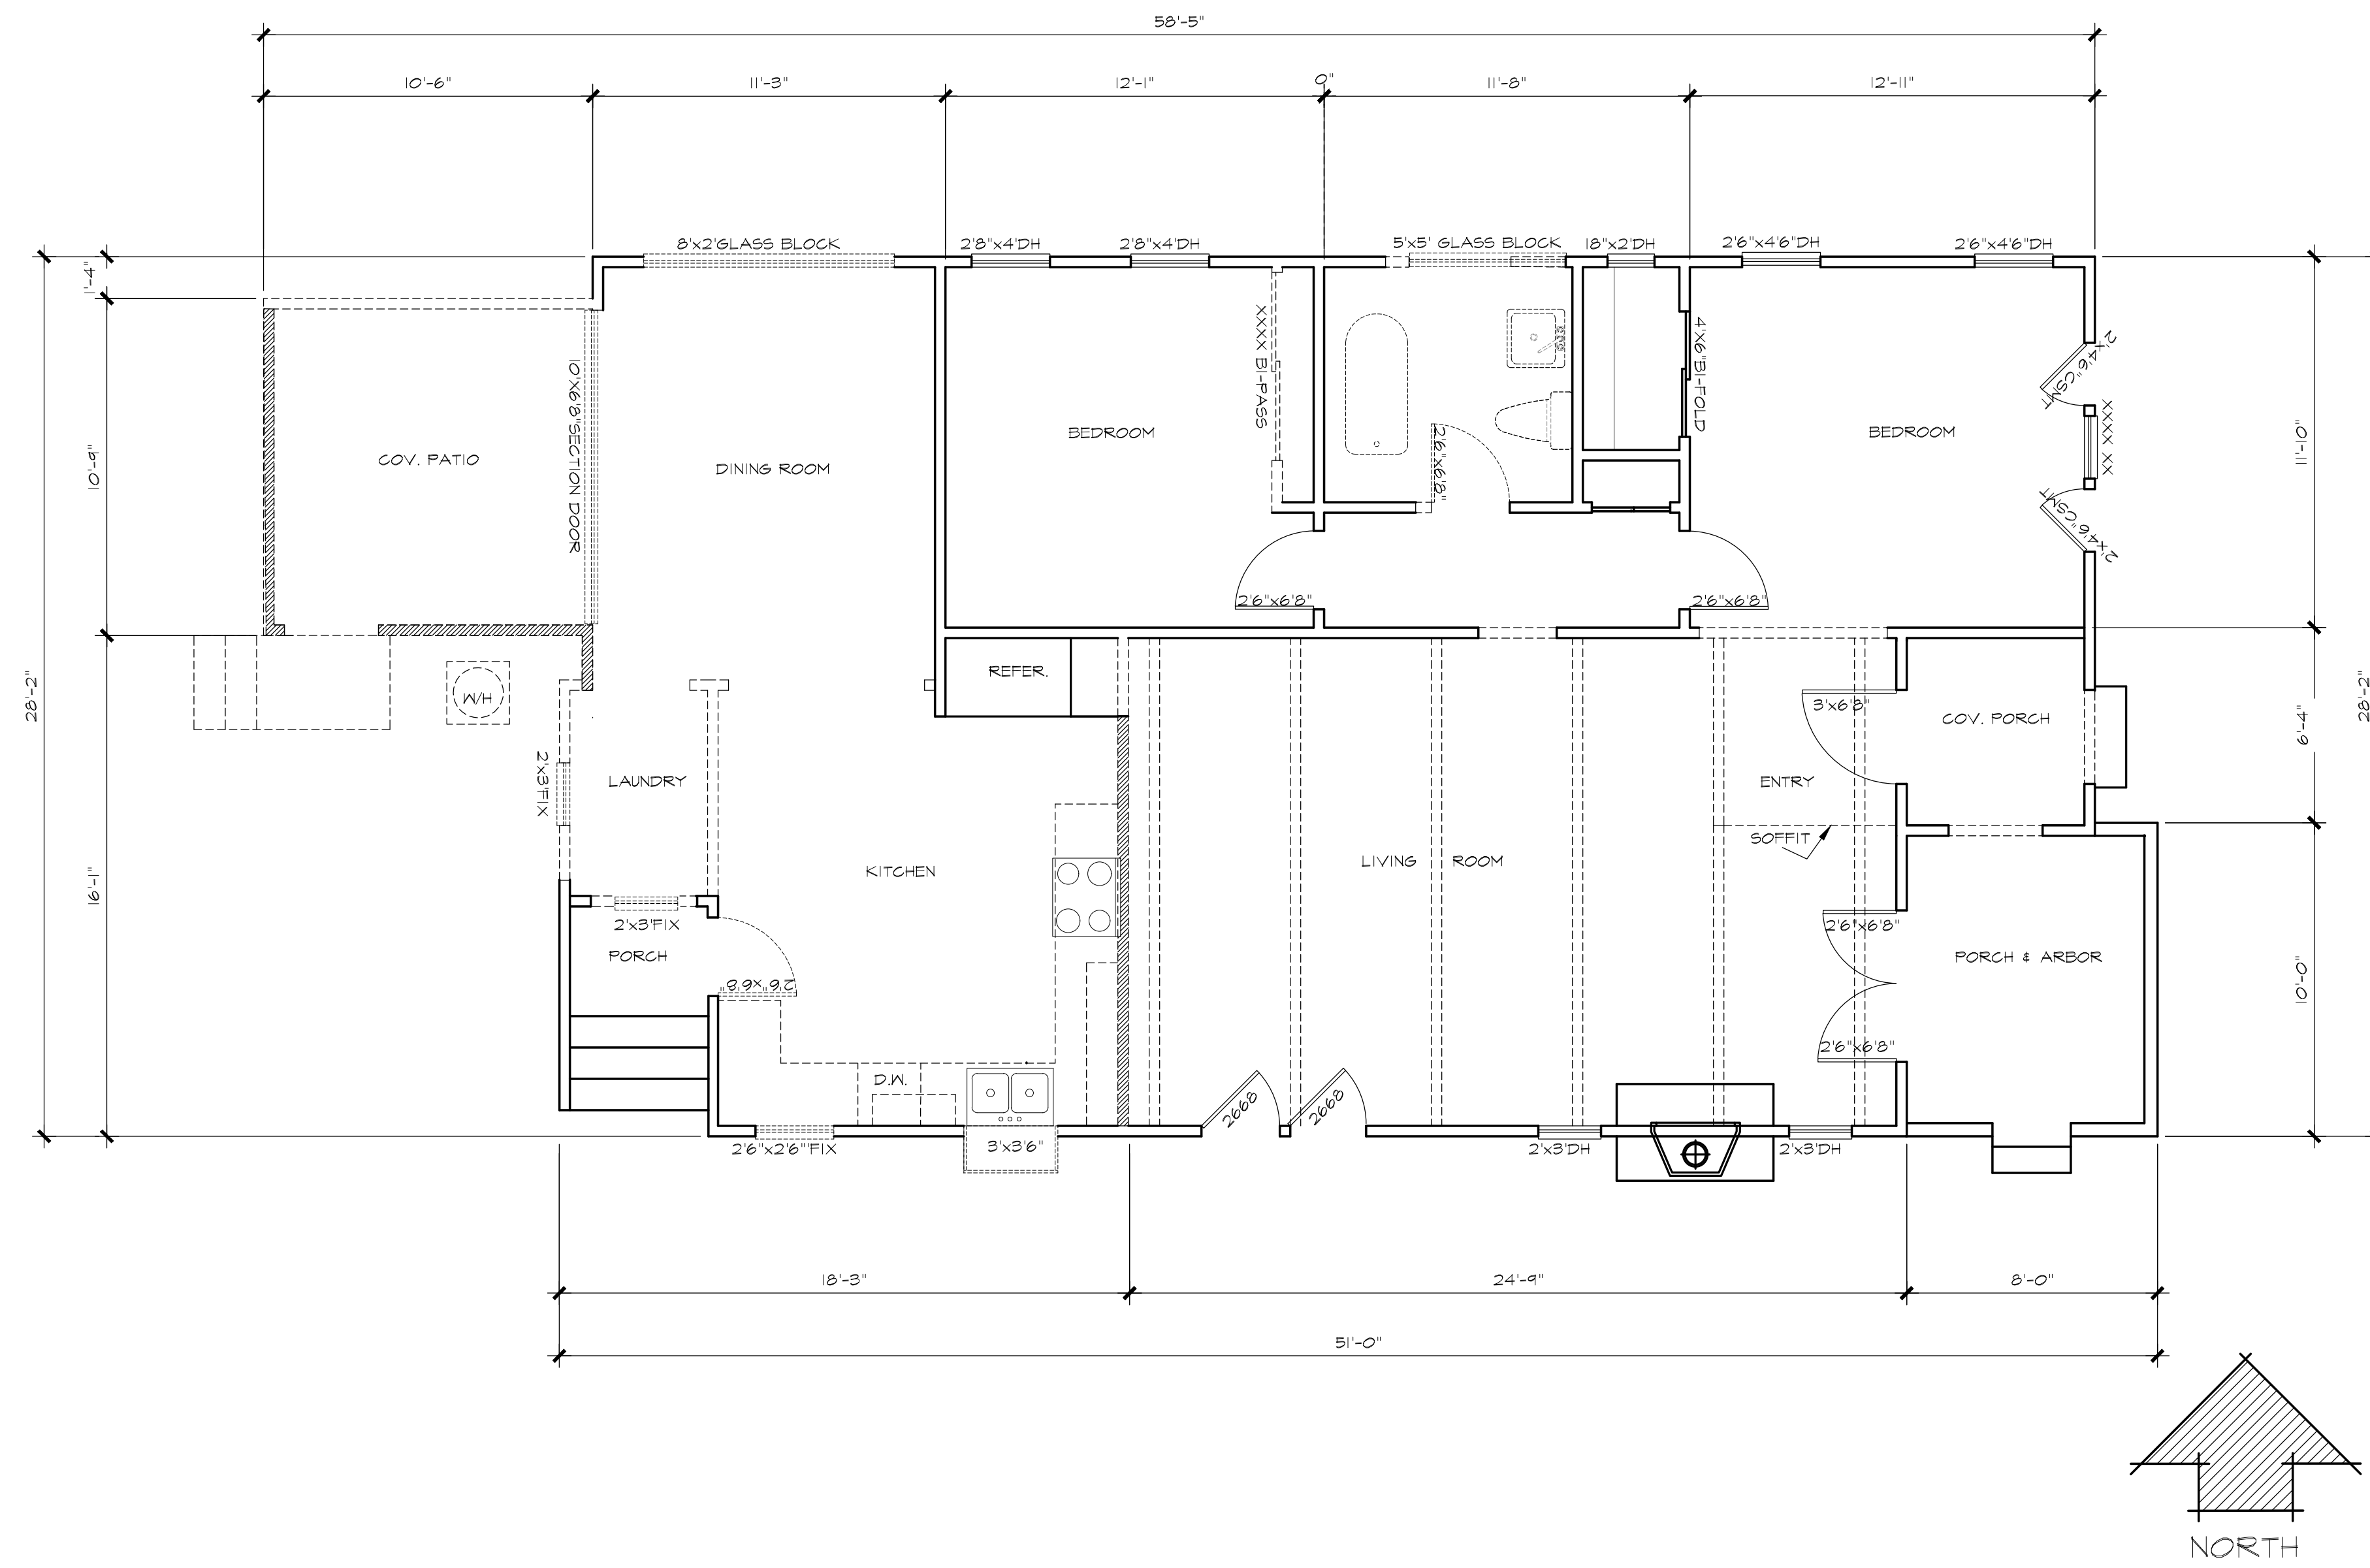 58'-5"
10'-6"
11'-3"
12'-1"
0"
11'-8"
12'-11"
8'x2'GLASS BLOCK
2'8"x4'DH
2'8"x4'DH
5'x5' GLASS BLOCK
18"x2'DH
2'6"x4'6"DH
2'6"x4'6"DH
1'-4"
10'-9"
28'-2"
16'-1"
COV. PATIO
10'X6'8"SECTION DOOR
DINING ROOM
BEDROOM
XXXX BI-PASS
2'6"x6'8"
4'X6'BI-FOLD
BEDROOM
2'x4'6"CSMT
XXXX XX
2'x4'6"CSMT
11'-10"
2'6"x6'8"
2'6"x6'8"
W/H
REFER.
3'x6'8"
COV. PORCH
6'-4"
28'-2"
2'x3'FIX
LAUNDRY
ENTRY
SOFFIT
KITCHEN
LIVING ROOM
2'x3'FIX
PORCH
2'6"x6'8"
2'6"x6'8"
PORCH & ARBOR
10'-0"
2'6"x6'8"
D.W.
2668
2668
2'6"x2'6"FIX
3'x3'6"
2'x3'DH
2'x3'DH
18'-3"
24'-9"
8'-0"
51'-0"
NORTH